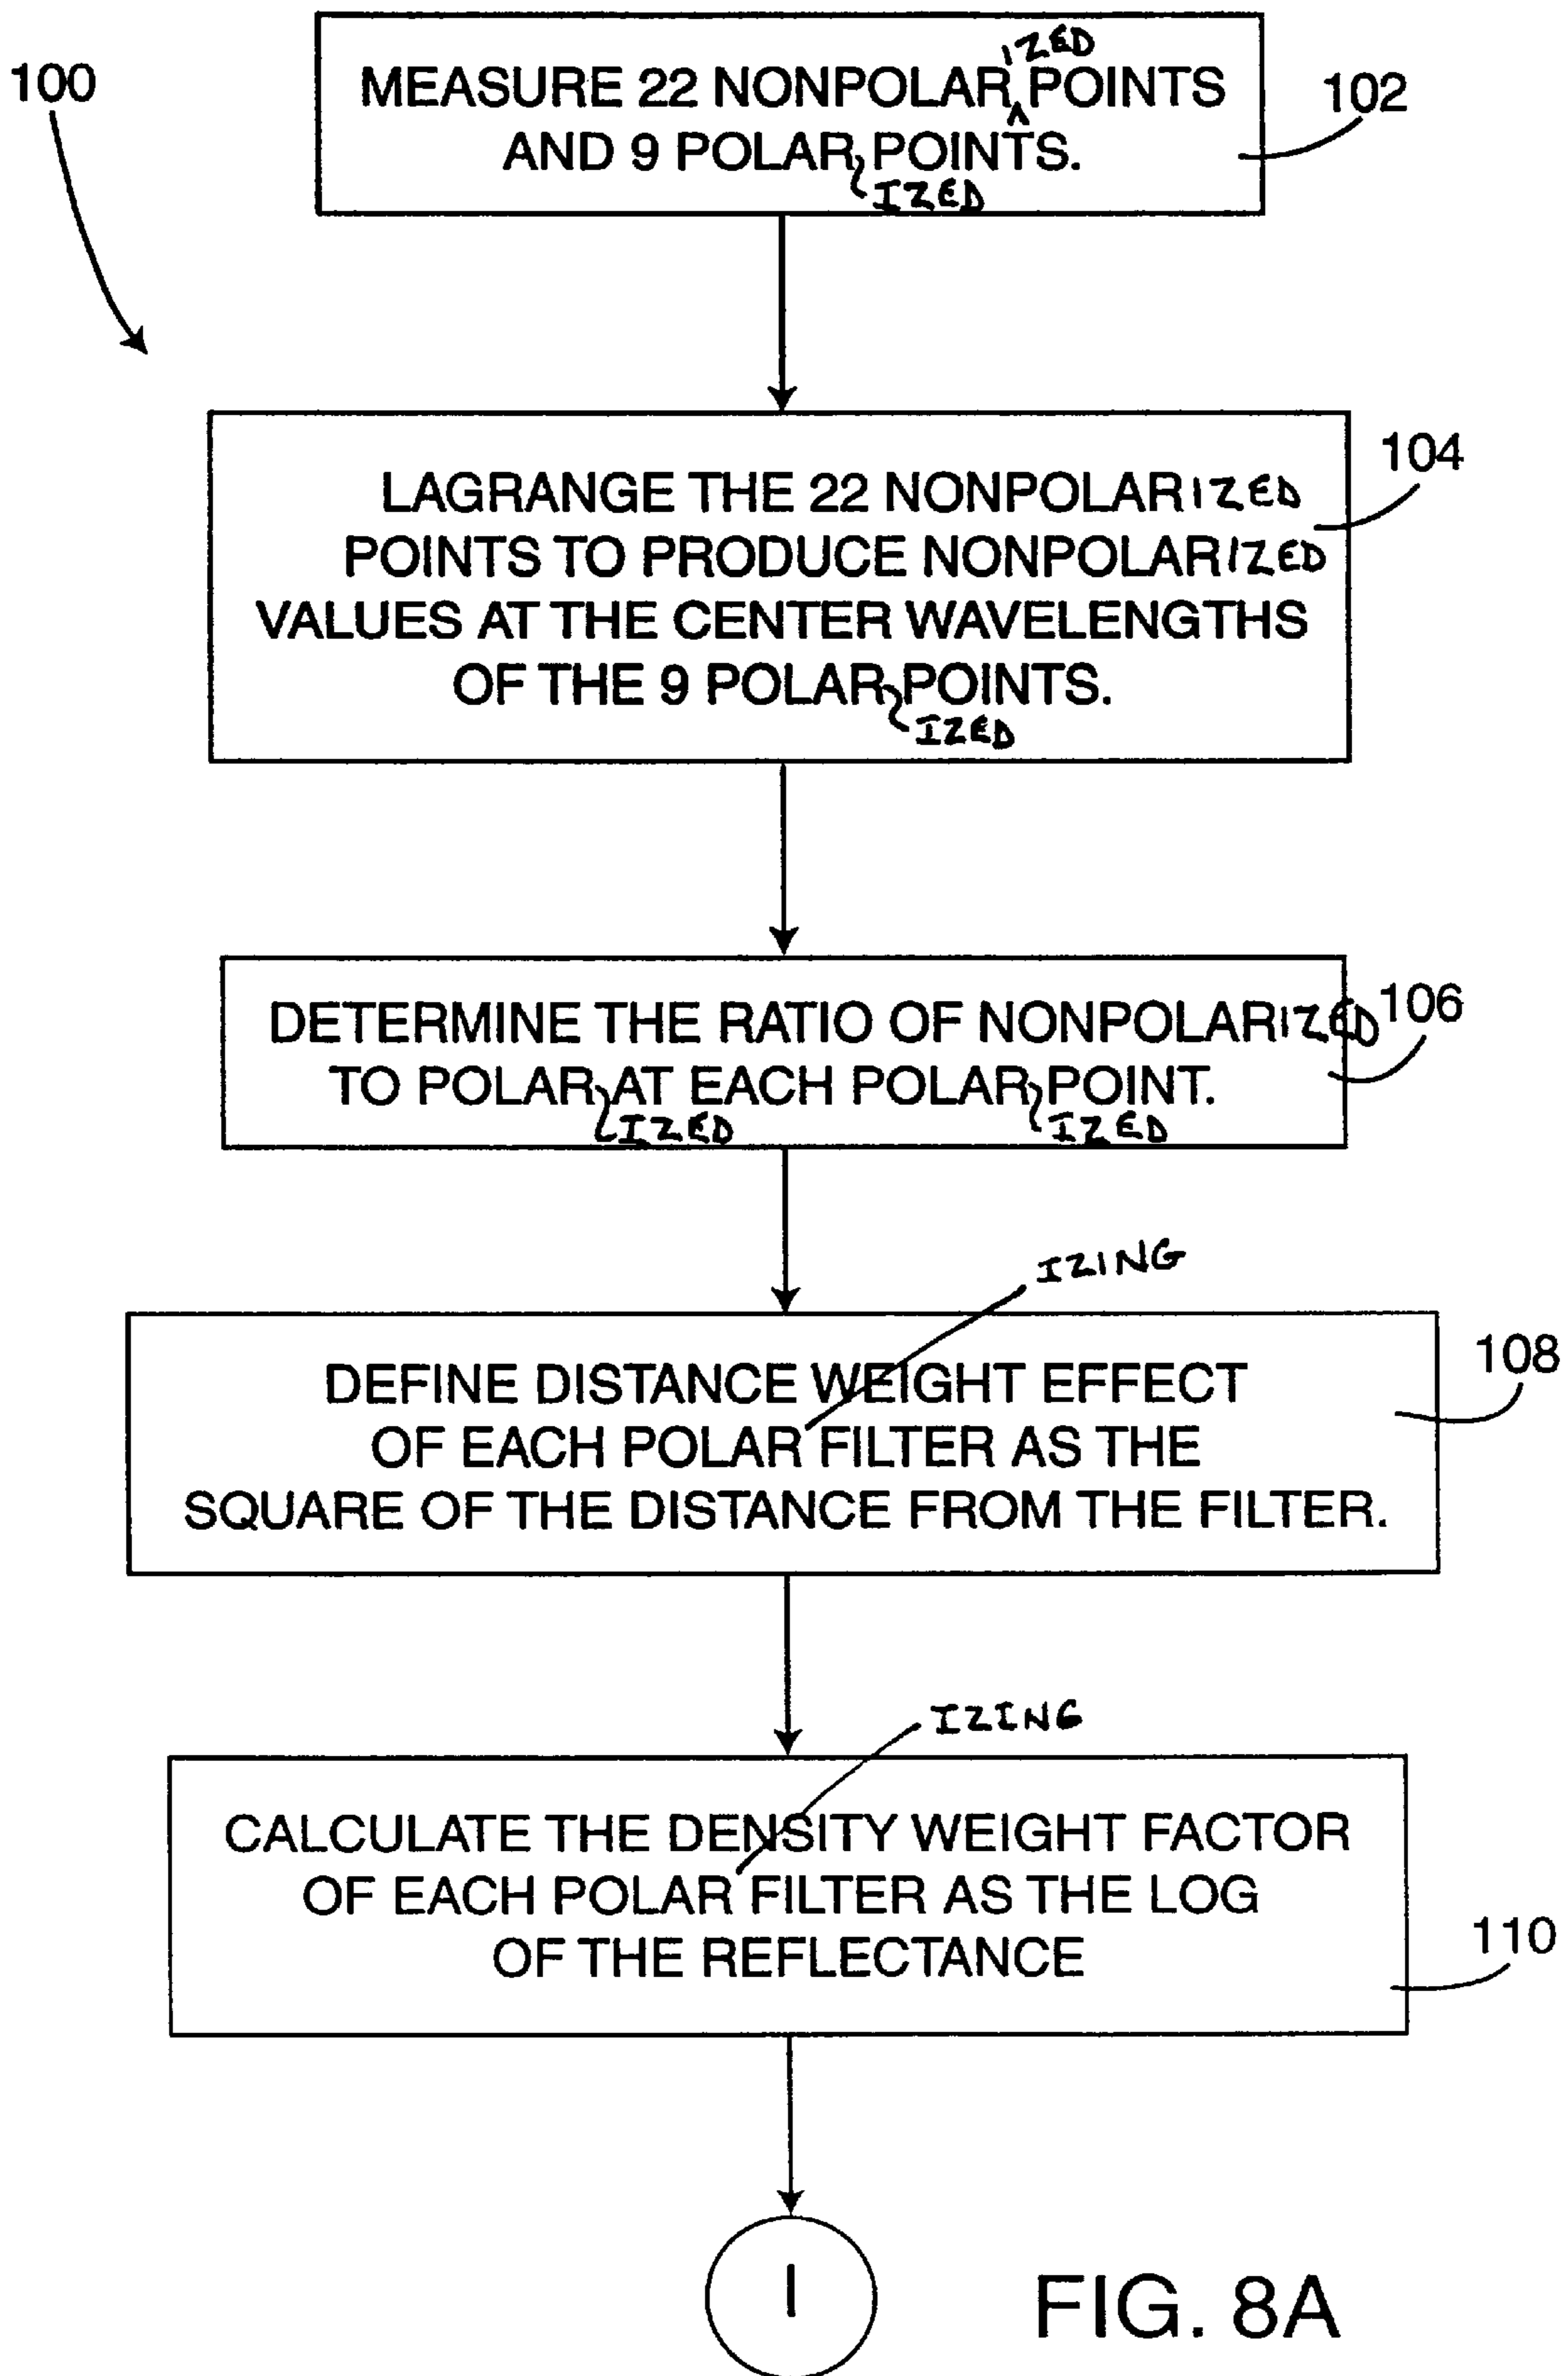 100
IZED
MEASURE 22 NONPOLAR POINTS
AND 9 POLAR POINTS.
IZED
102
LAGRANGE THE 22 NONPOLARIZED
POINTS TO PRODUCE NONPOLARIZED
VALUES AT THE CENTER WAVELENGTHS
OF THE 9 POLAR POINTS.
IZED
104
DETERMINE THE RATIO OF NONPOLARIZED
TO POLAR AT EACH POLAR POINT.
IZED IZED
106
IZING
DEFINE DISTANCE WEIGHT EFFECT
OF EACH POLAR FILTER AS THE
SQUARE OF THE DISTANCE FROM THE FILTER.
108
IZING
CALCULATE THE DENSITY WEIGHT FACTOR
OF EACH POLAR FILTER AS THE LOG
OF THE REFLECTANCE
110
I
FIG. 8A